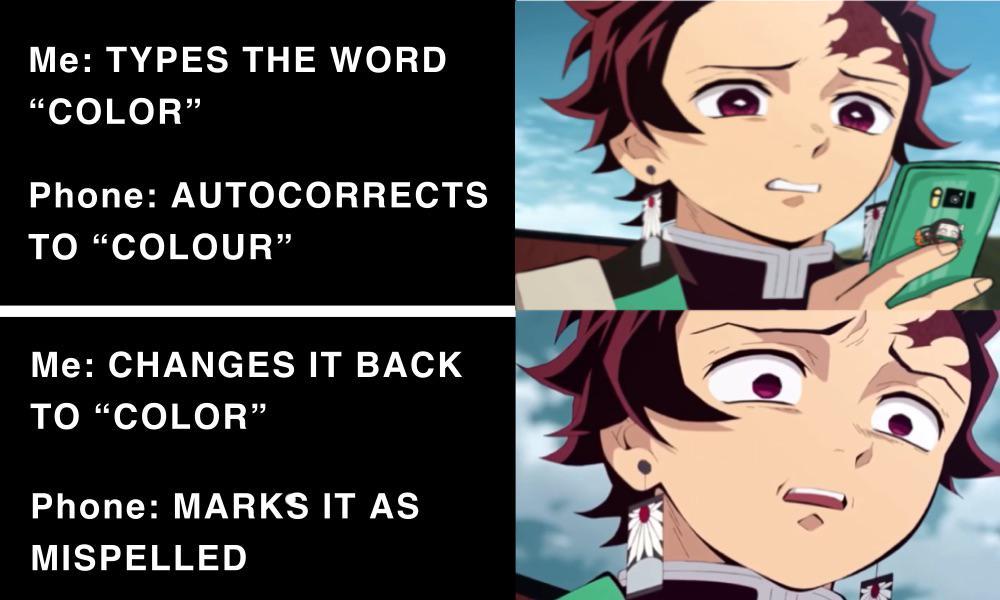 Me: TYPES THE WORD
“COLOR”
Phone: AUTOCORRECTS
TO “COLOUR”
Me: CHANGES IT BACK
TO “COLOR”
Phone: MARKS IT AS
MISPELLED